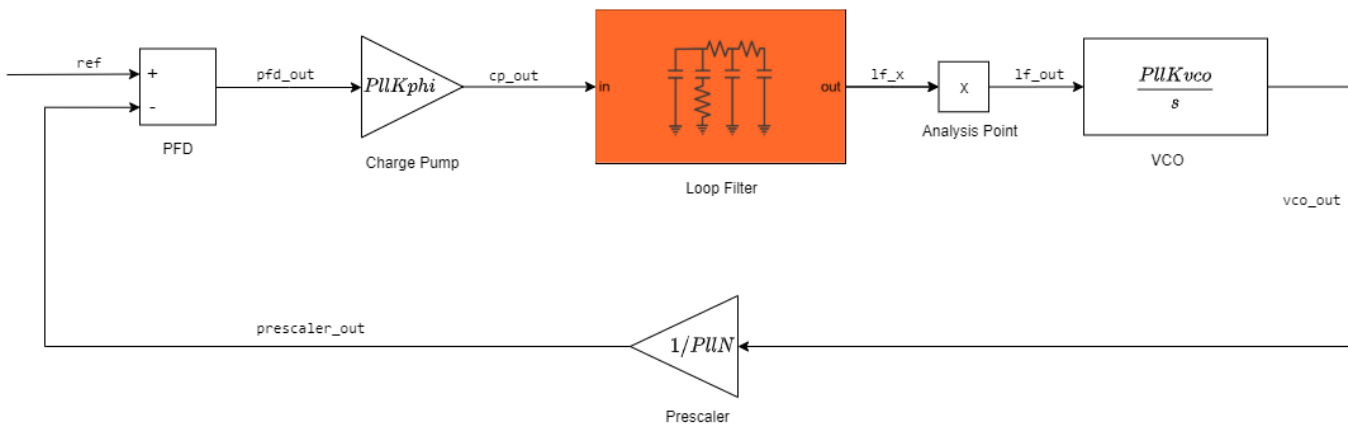 ref
+
-
PFD
pfd_out
PllKphi
Charge Pump
cp_out
in
out
Loop Filter
lf_x
X
Analysis Point
lf_out
PllKvco
s
VCO
vco_out
prescaler_out
1/PllN
Prescaler